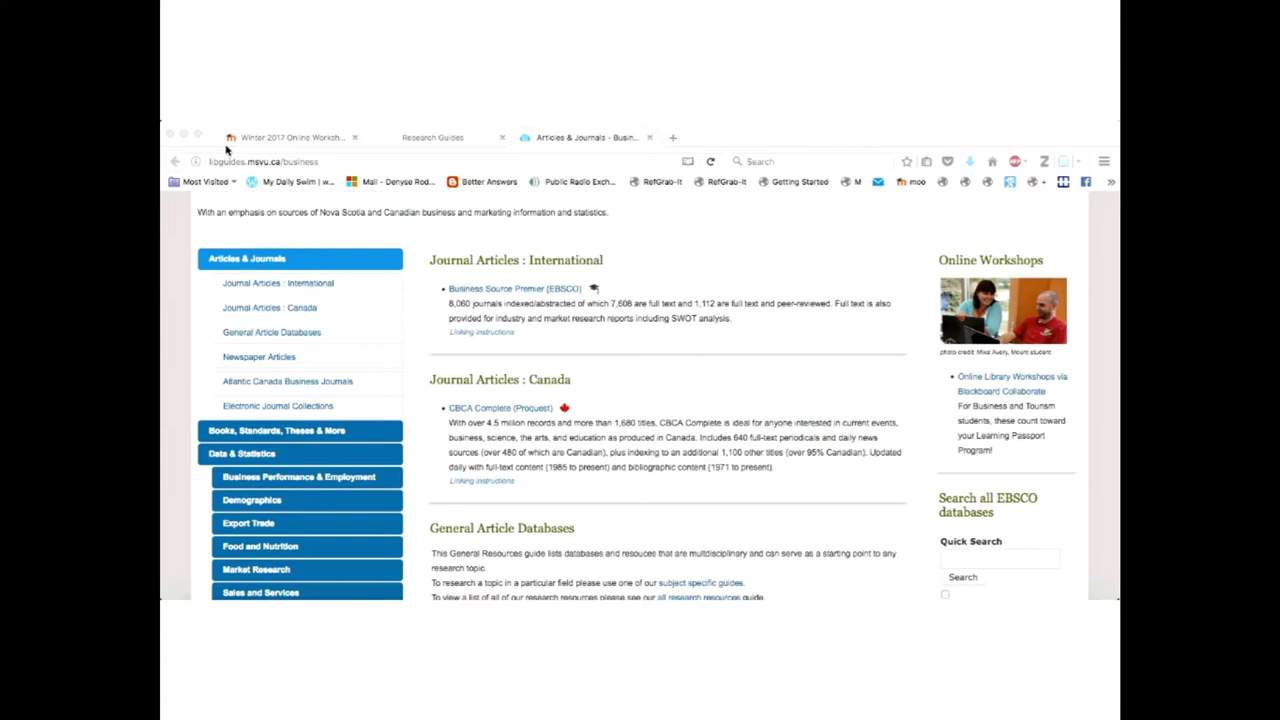 Winter 2017 Online Worksh...
Research Guides
Articles & Journals - Busin...
libguides.msvu.ca/business
Search
Most Visited
My Daily Swim | w...
Mail - Denyse Rod...
Better Answers
Public Radio Exch...
RefGrab-It
RefGrab-It
Getting Started
M
moo
+
With an emphasis on sources of Nova Scotia and Canadian business and marketing information and statistics.
Articles & Journals
Journal Articles : International
Journal Articles : Canada
General Article Databases
Newspaper Articles
Atlantic Canada Business Journals
Electronic Journal Collections
Books, Standards, Theses & More
Data & Statistics
Business Performance & Employment
Demographics
Export Trade
Food and Nutrition
Market Research
Sales and Services
Journal Articles : International
Business Source Premier (EBSCO)
8,060 journals indexed/abstracted of which 7,608 are full text and 1,112 are full text and peer-reviewed. Full text is also
provided for industry and market research reports including SWOT analysis.
Linking instructions
Journal Articles : Canada
CBCA Complete (Proquest)
With over 4.5 million records and more than 1,680 titles, CBCA Complete is ideal for anyone interested in current events,
business, science, the arts, and education as produced in Canada. Includes 640 full-text periodicals and daily news
sources (over 480 of which are Canadian), plus indexing to an additional 1,100 other titles (over 95% Canadian). Updated
daily with full-text content (1985 to present) and bibliographic content (1971 to present).
Linking instructions
General Article Databases
This General Resources guide lists databases and resouces that are multidisciplinary and can serve as a starting point to any
research topic.
To research a topic in a particular field please use one of our subject specific guides.
To view a list of all of our research resources please see our all research resources guide.
Online Workshops
photo credit: Mike Avery, Mount student
Online Library Workshops via
Blackboard Collaborate
For Business and Tourism
students, these count toward
your Learning Passport
Program!
Search all EBSCO
databases
Quick Search
Search